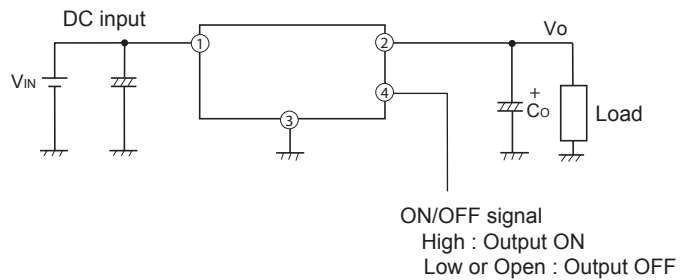 DC input
VIN
1
2
3
4
Vo
+
Co
Load
ON/OFF signal
High : Output ON
Low or Open : Output OFF